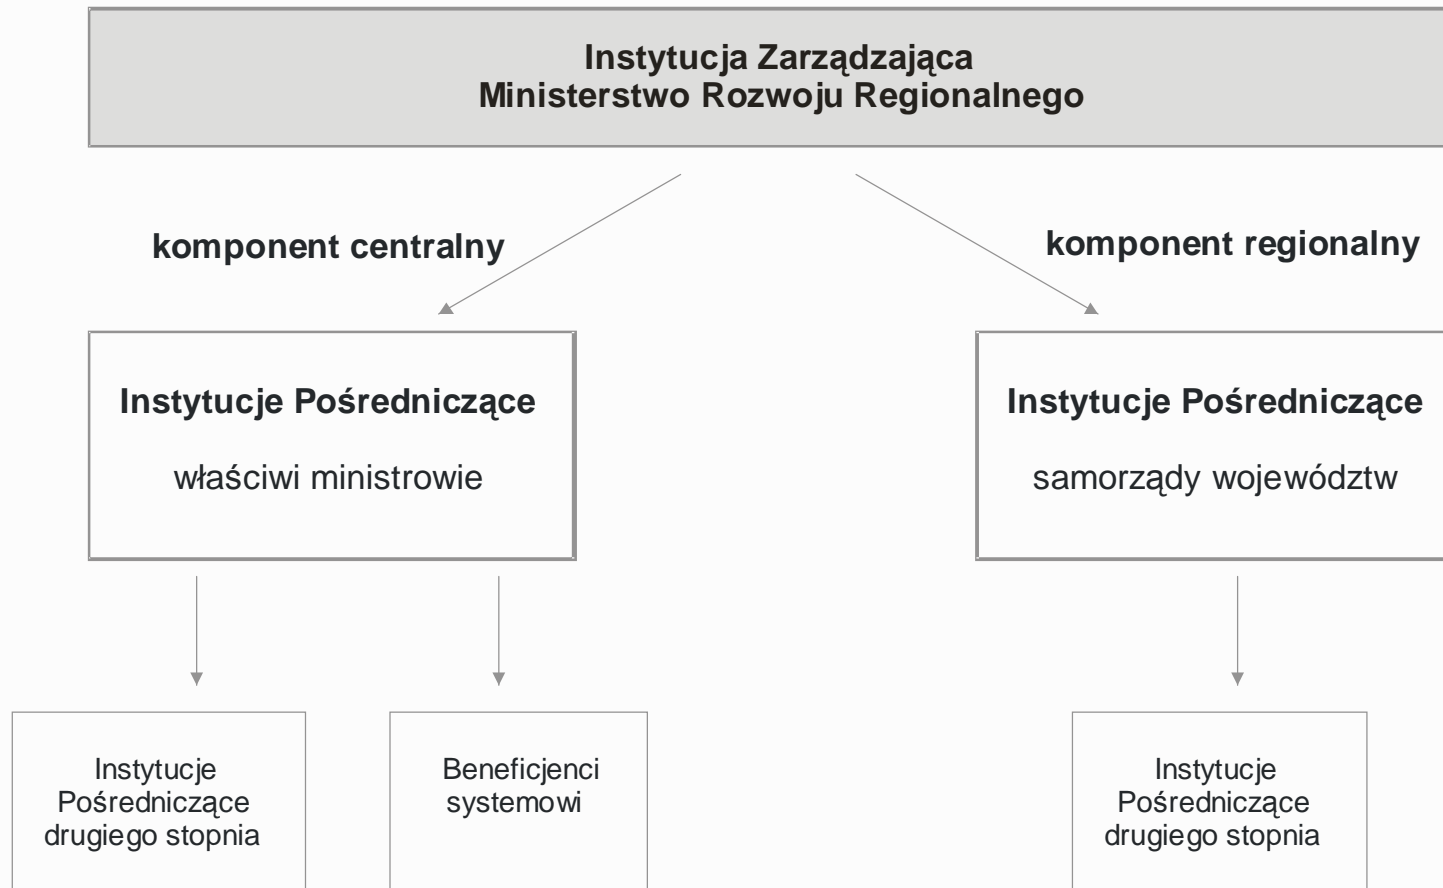 Instytucja Zarządzająca
Ministerstwo Rozwoju Regionalnego
komponent centralny
komponent regionalny
Instytucje Pośredniczące
właściwi ministrowie
Instytucje Pośredniczące
samorządy województw
Instytucje
Pośredniczące
drugiego stopnia
Beneficjenci
systemowi
Instytucje
Pośredniczące
drugiego stopnia